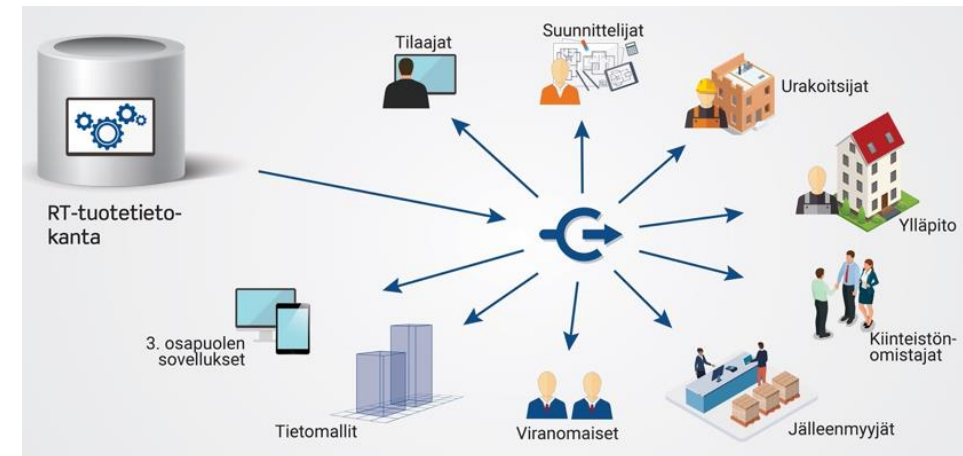 Tilaajat
Suunnittelijat
Urakoitsijat
RT-tuotetieto-
kanta
Ylläpito
3. osapuolen
sovellukset
Kiinteistön-
omistajat
Tietomallit
Viranomaiset
Jälleenmyyjät